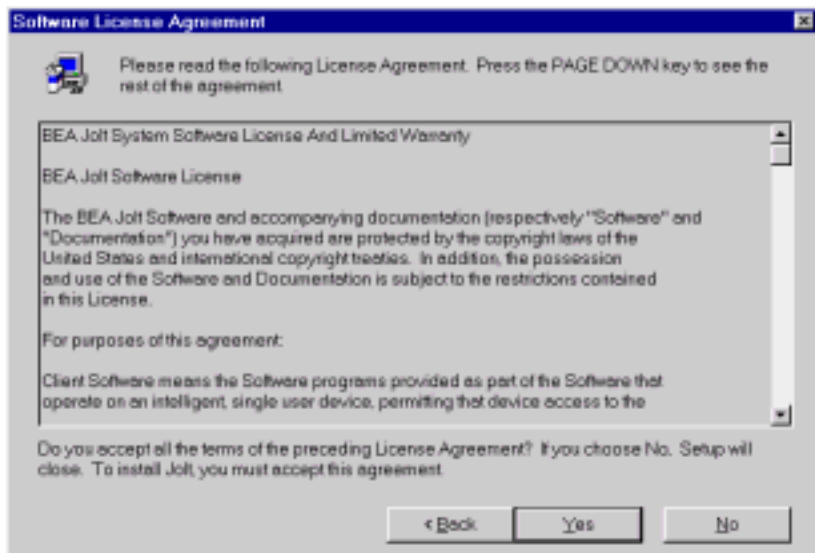 Software License Agreement
Please read the following License Agreement. Press the PAGE DOWN key to see the
rest of the agreement
BEA Jolt System Software License And Limited Warranty
BEA Jolt Software License
The BEA Jolt Software and accompanying documentation (respectively "Software" and
"Documentation") you have acquired are protected by the copyright laws of the
United States and international copyright treaties. In addition, the possession
and use of the Software and Documentation is subject to the restrictions contained
in this License.
For purposes of this agreement:
Client Software means the Software programs provided as part of the Software that
operate on an intelligent, single user device, permitting that device access to the
Do you accept all the terms of the preceding License Agreement? If you choose No. Setup will
close. To install Jolt, you must accept this agreement
< Back
Yes
No